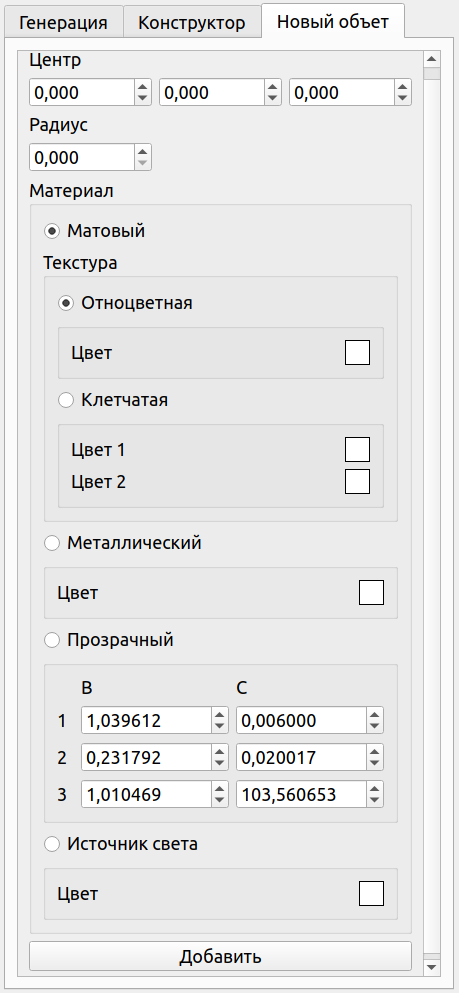 Генерация Конструктор Новый объет
Центр
0,000 0,000 0,000
Радиус
0,000
Материал
Матовый
Текстура
Отноцветная
Цвет
Клетчатая
Цвет 1
Цвет 2
Металлический
Цвет
Прозрачный
B C
1 1,039612 0,006000
2 0,231792 0,020017
3 1,010469 103,560653
Источник света
Цвет
Добавить